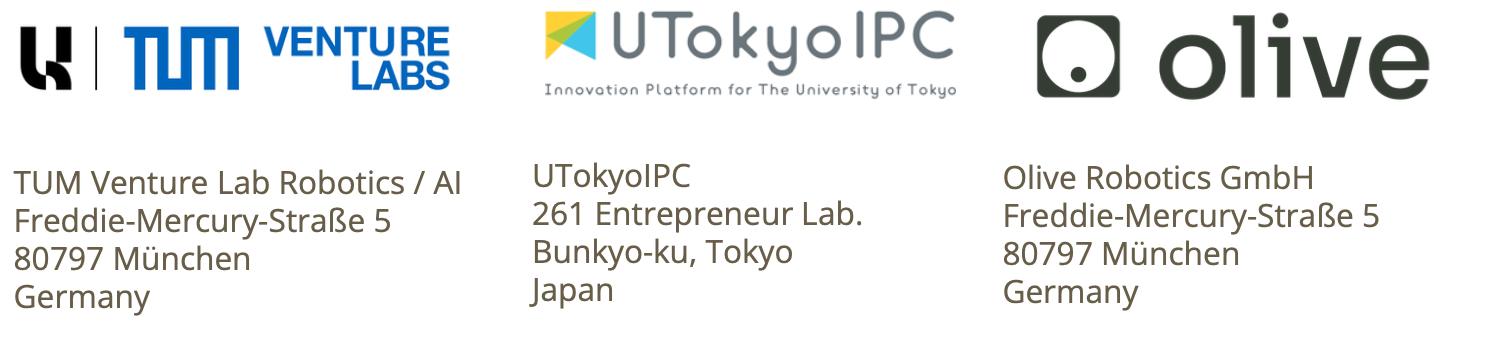 TUM VENTURE
LABS
TUM Venture Lab Robotics / AI
Freddie-Mercury-Straße 5
80797 München
Germany
UTokyoIPC
Innovation Platform for The University of Tokyo
UTokyoIPC
261 Entrepreneur Lab.
Bunkyo-ku, Tokyo
Japan
olive
Olive Robotics GmbH
Freddie-Mercury-Straße 5
80797 München
Germany